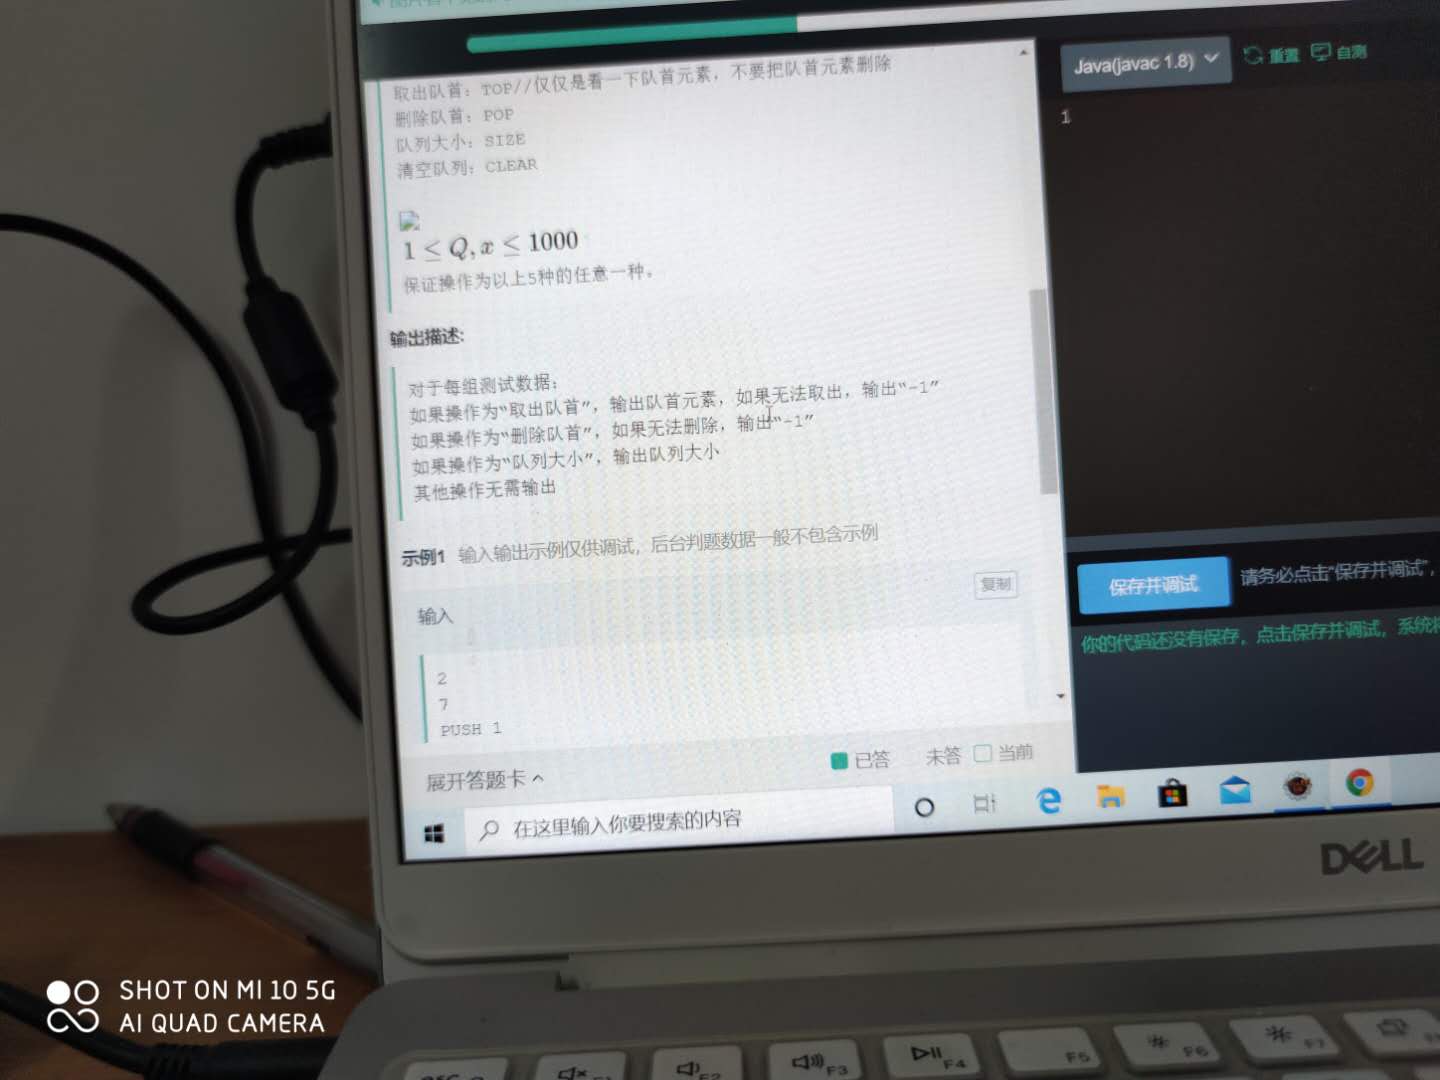 取出队首：TOP//仅仅是看一下队首元素，不要把队首元素删除
删除队首：POP
队列大小：SIZE
清空队列：CLEAR
1 ≤ Q, x ≤ 1000
保证操作为以上5种的任意一种。
输出描述:
对于每组测试数据：
如果操作为“取出队首”，输出队首元素，如果无法取出，输出“-1”
如果操作为“删除队首”，如果无法删除，输出“-1”
如果操作为“队列大小”，输出队列大小
其他操作无需输出
示例1 输入输出示例仅供调试，后台判题数据一般不包含示例
复制
输入
2
7
PUSH 1
展开答题卡
已答 未答 当前
在这里输入你要搜索的内容
Java(javac 1.8) 重置 自测
1
保存并调试 请务必点击“保存并调试”，
你的代码还没有保存，点击保存并调试，系统将
DELL
SHOT ON MI 10 5G
AI QUAD CAMERA
F1 F2 F3 F4 F5 F6 F7